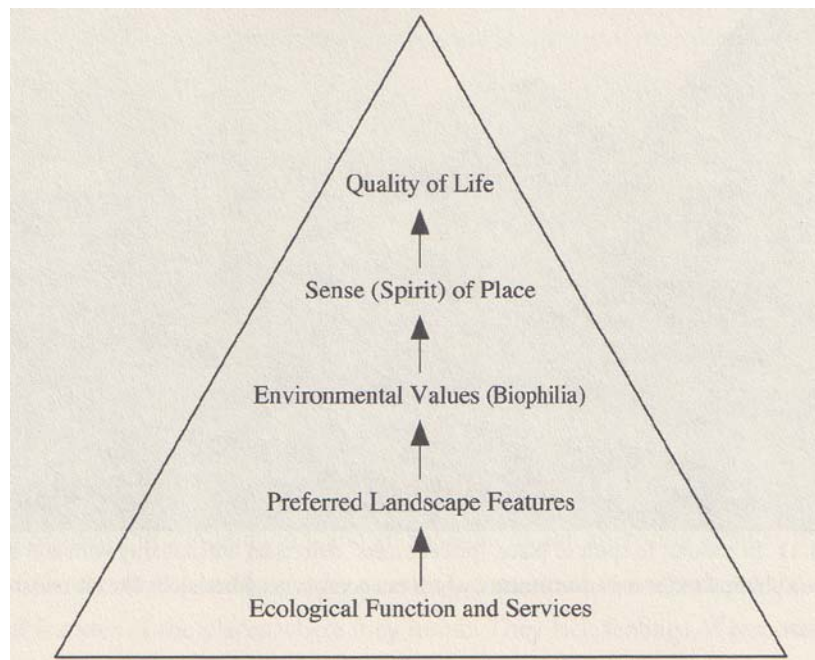 Quality of Life
Sense (Spirit) of Place
Environmental Values (Biophilia)
Preferred Landscape Features
Ecological Function and Services